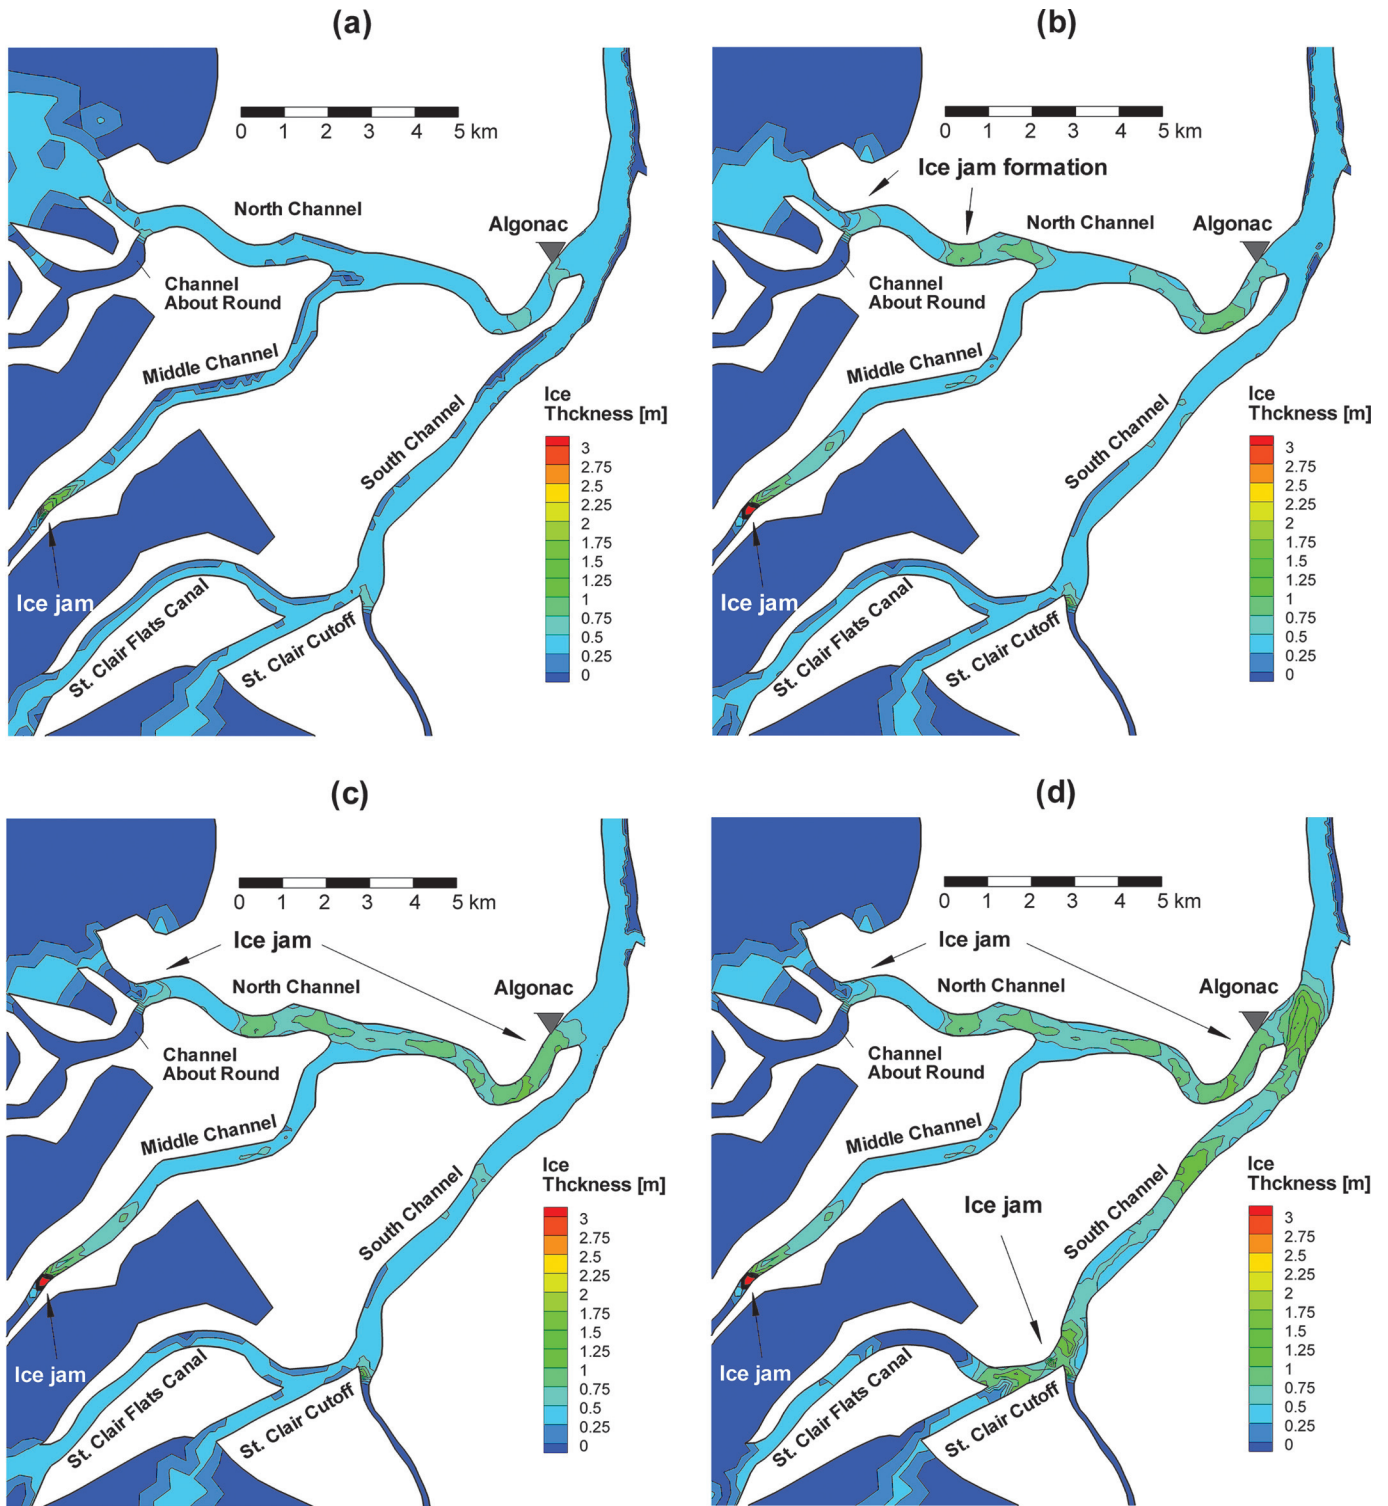 (a)
0 1 2 3 4 5 km
North Channel
Algonac
Channel
About Round
Middle Channel
South Channel
Ice
Thckness [m]
3
2.75
2.5
2.25
2
1.75
1.5
1.25
1
0.75
0.5
0.25
0
Ice jam
St. Clair Flats Canal
St. Clair Cutoff
(b)
0 1 2 3 4 5 km
Ice jam formation
North Channel
Algonac
Channel
About Round
Middle Channel
South Channel
Ice
Thckness [m]
3
2.75
2.5
2.25
2
1.75
1.5
1.25
1
0.75
0.5
0.25
0
Ice jam
St. Clair Flats Canal
St. Clair Cutoff
(c)
0 1 2 3 4 5 km
Ice jam
North Channel
Algonac
Channel
About Round
Middle Channel
South Channel
Ice
Thckness [m]
3
2.75
2.5
2.25
2
1.75
1.5
1.25
1
0.75
0.5
0.25
0
Ice jam
St. Clair Flats Canal
St. Clair Cutoff
(d)
0 1 2 3 4 5 km
Ice jam
North Channel
Algonac
Channel
About Round
Middle Channel
South Channel
Ice jam
Ice
Thckness [m]
3
2.75
2.5
2.25
2
1.75
1.5
1.25
1
0.75
0.5
0.25
0
Ice jam
St. Clair Flats Canal
St. Clair Cutoff